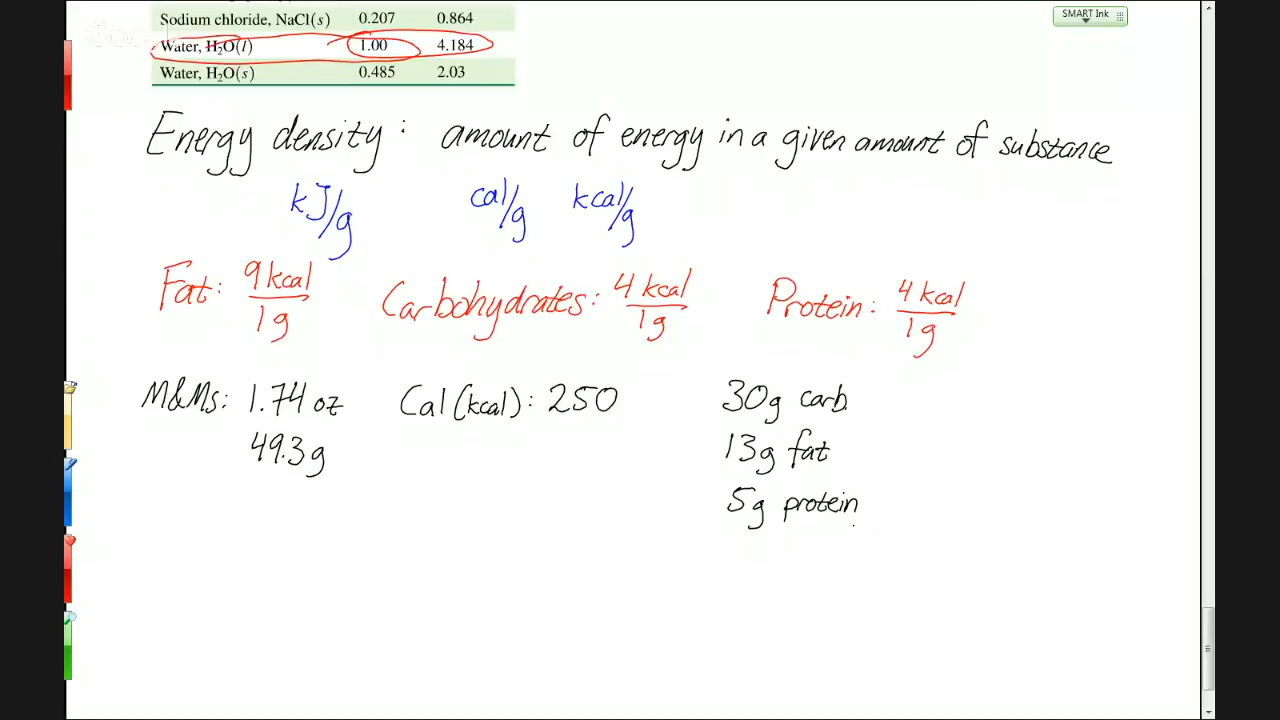 SMART Ink
Sodium chloride, NaCl(s) 0.207 0.864
Water, H₂O(l) 1.00 4.184
Water, H₂O(s) 0.485 2.03
Energy density: amount of energy in a given amount of substance
kJ/g cal/g kcal/g
Fat: 9 kcal/1g Carbohydrates: 4 kcal/1g Protein: 4 kcal/1g
M&Ms: 1.74 oz Cal (kcal): 250 30g carb
49.3g 13g fat
5g protein